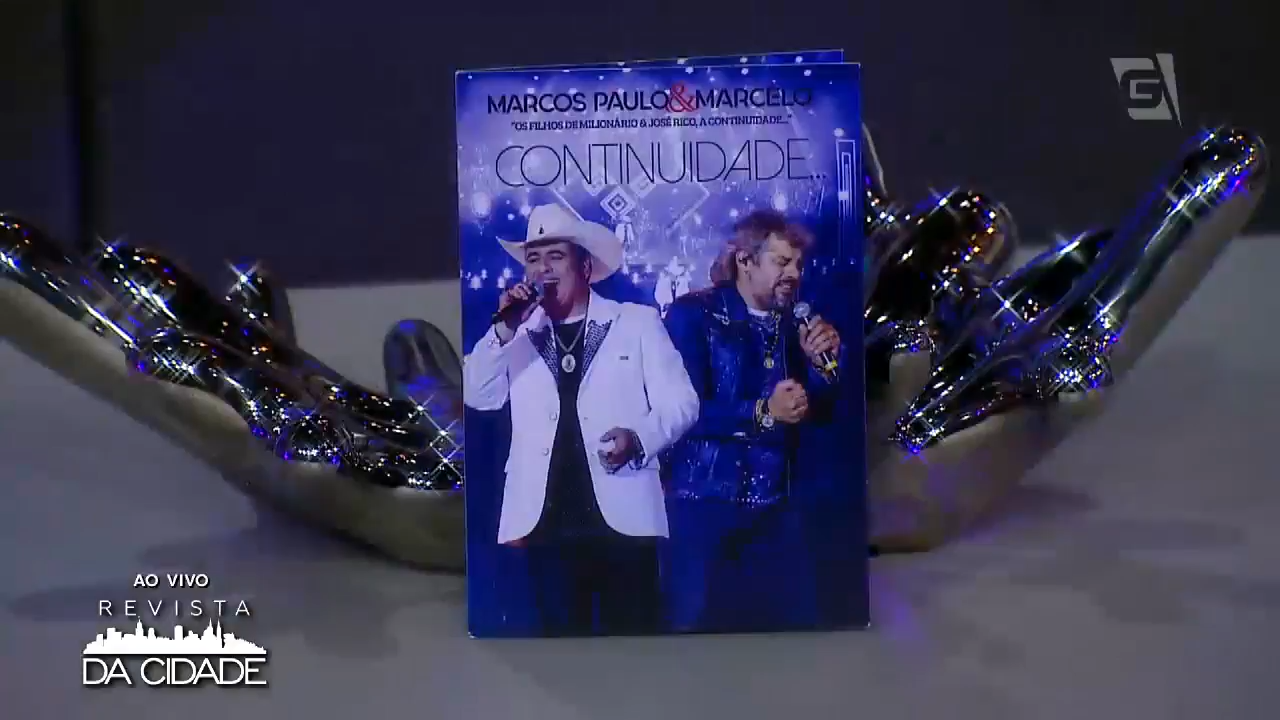 MARCOS PAULO & MARCELO
"OS FILHOS DE MILIONÁRIO & JOSÉ RICO, A CONTINUIDADE..."
CONTINUIDADE...
AO VIVO
REVISTA
DA CIDADE